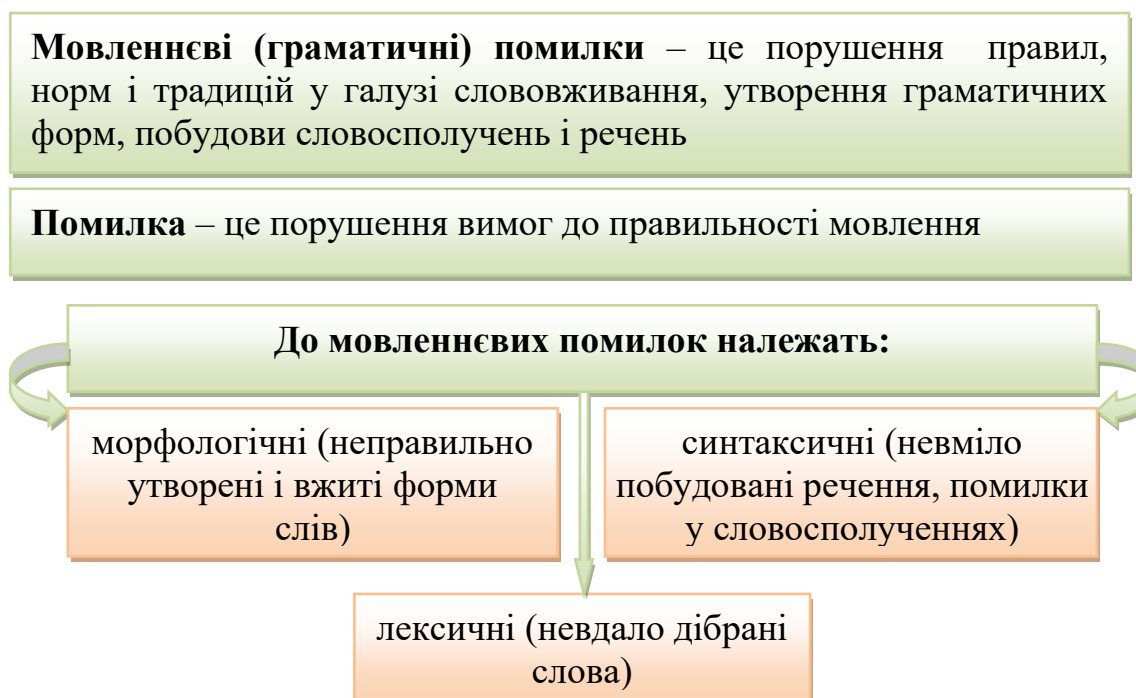 Мовленнєві (граматичні) помилки – це порушення правил,
норм і традицій у галузі слововживання, утворення граматичних
форм, побудови словосполучень і речень
Помилка – це порушення вимог до правильності мовлення
До мовленнєвих помилок належать:
морфологічні (неправильно
утворені і вжиті форми
слів)
синтаксичні (невміло
побудовані речення, помилки
у словосполученнях)
лексичні (невдало дібрані
слова)